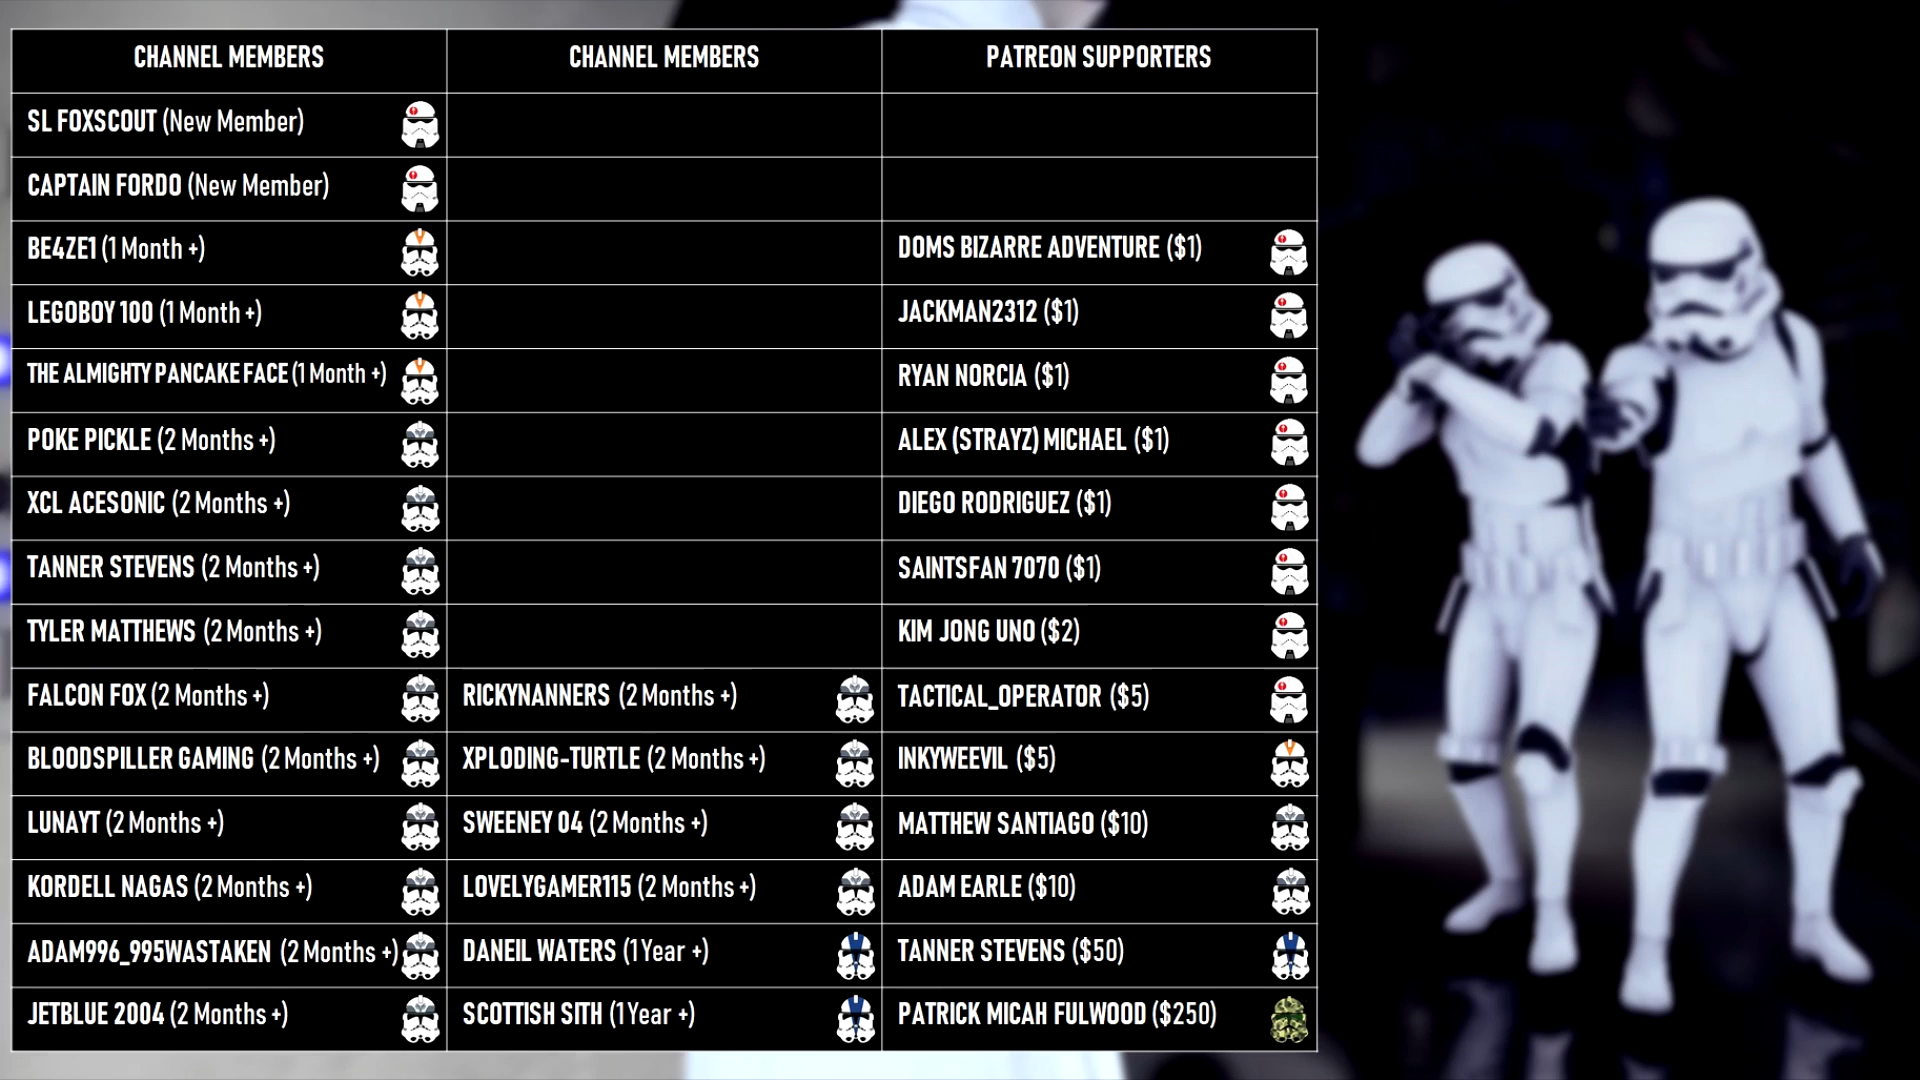 CHANNEL MEMBERS CHANNEL MEMBERS PATREON SUPPORTERS
SL FOXSCOUT (New Member)
CAPTAIN FORDO (New Member)
BE4ZE1 (1 Month +) DOMS BIZARRE ADVENTURE ($1)
LEGOBOY 100 (1 Month +) JACKMAN2312 ($1)
THE ALMIGHTY PANCAKE FACE (1 Month +) RYAN NORCIA ($1)
POKE PICKLE (2 Months +) ALEX (STRAYZ) MICHAEL ($1)
XCL ACESONIC (2 Months +) DIEGO RODRIGUEZ ($1)
TANNER STEVENS (2 Months +) SAINTSFAN 7070 ($1)
TYLER MATTHEWS (2 Months +) KIM JONG UNO ($2)
FALCON FOX (2 Months +) RICKYNANNERS (2 Months +) TACTICAL_OPERATOR ($5)
BLOODSPILLER GAMING (2 Months +) XPLODING-TURTLE (2 Months +) INKYWEEVIL ($5)
LUNAYT (2 Months +) SWEENEY 04 (2 Months +) MATTHEW SANTIAGO ($10)
KORDELL NAGAS (2 Months +) LOVELYGAMER115 (2 Months +) ADAM EARLE ($10)
ADAM996_995WASTAKEN (2 Months +) DANEIL WATERS (1 Year +) TANNER STEVENS ($50)
JETBLUE 2004 (2 Months +) SCOTTISH SITH (1 Year +) PATRICK MICAH FULWOOD ($250)